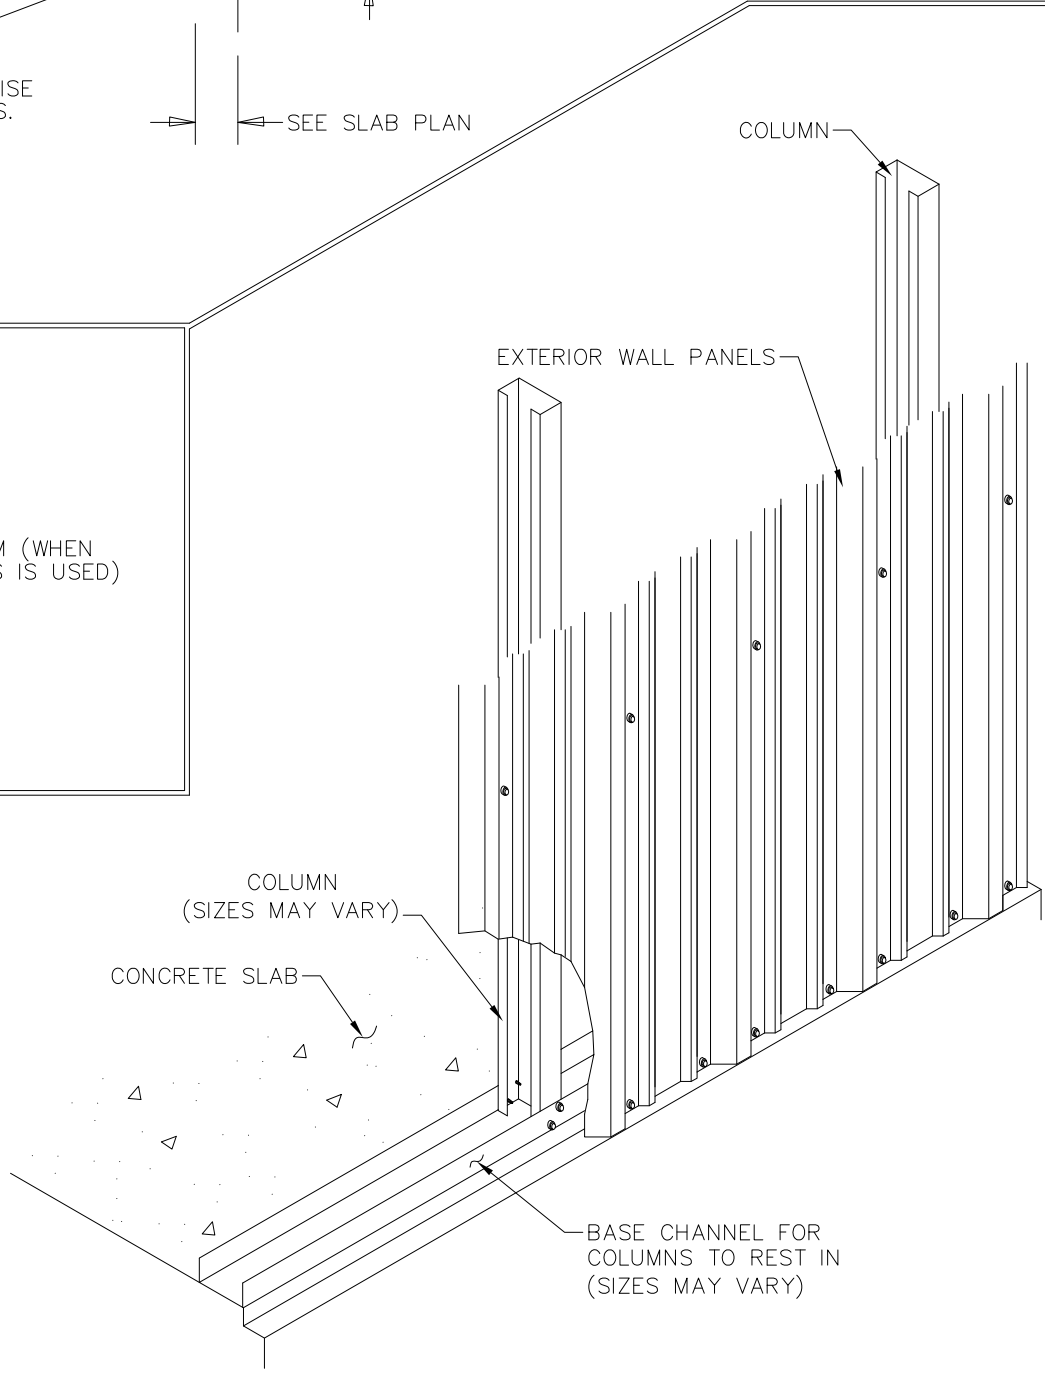 ISE
S.
SEE SLAB PLAN
COLUMN
EXTERIOR WALL PANELS
(WHEN
IS USED)
COLUMN
(SIZES MAY VARY)
CONCRETE SLAB
BASE CHANNEL FOR
COLUMNS TO REST IN
(SIZES MAY VARY)